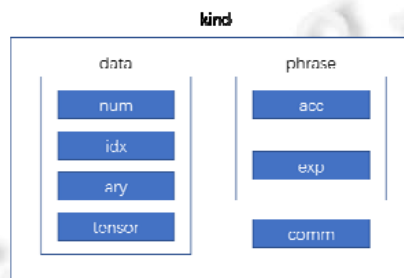 kind
data
num
idx
ary
tensor
phrase
acc
exp
comm